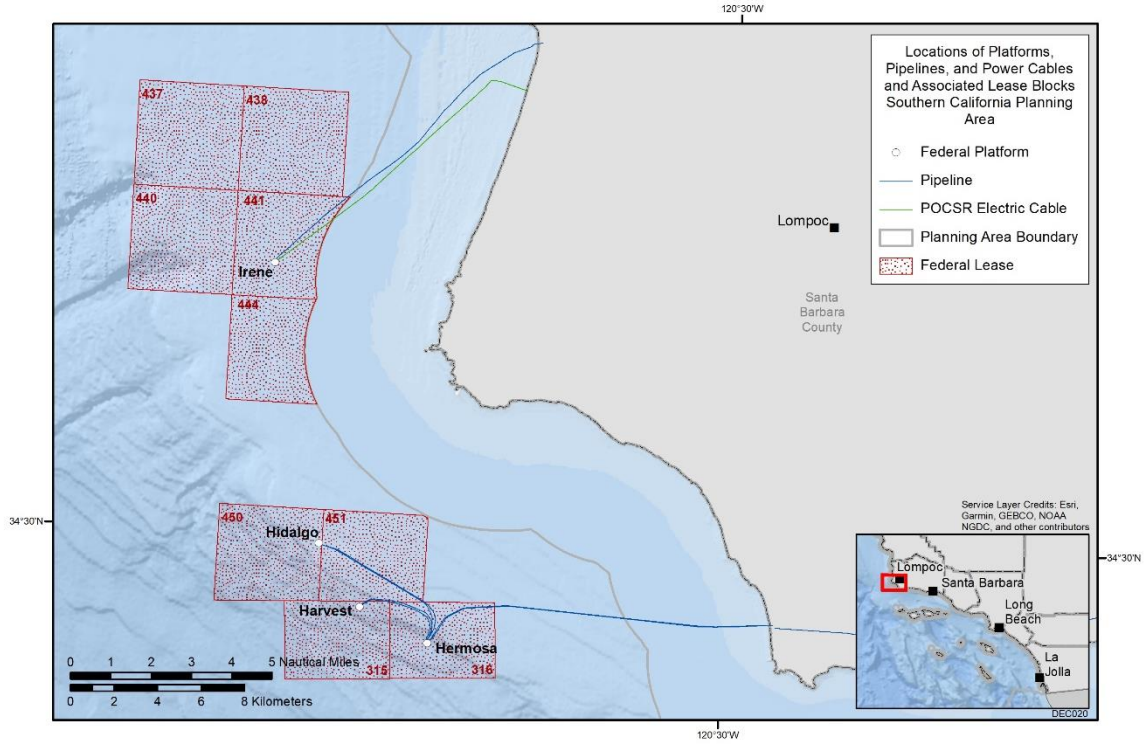 120°30'W
Locations of Platforms,
Pipelines, and Power Cables
and Associated Lease Blocks
Southern California Planning
Area
Federal Platform
Pipeline
POCSR Electric Cable
Planning Area Boundary
Federal Lease
437
438
440
441
444
Irene
Lompoc
Santa
Barbara
County
34°30'N
450
451
Hidalgo
Harvest
Hermosa
315
316
0 1 2 3 4 5 Nautical Miles
0 2 4 6 8 Kilometers
Service Layer Credits: Esri,
Garmin, GEBCO, NOAA
NGDC, and other contributors
34°30'N
Lompoc
Santa Barbara
Long
Beach
La
Jolla
DEC020
120°30'W